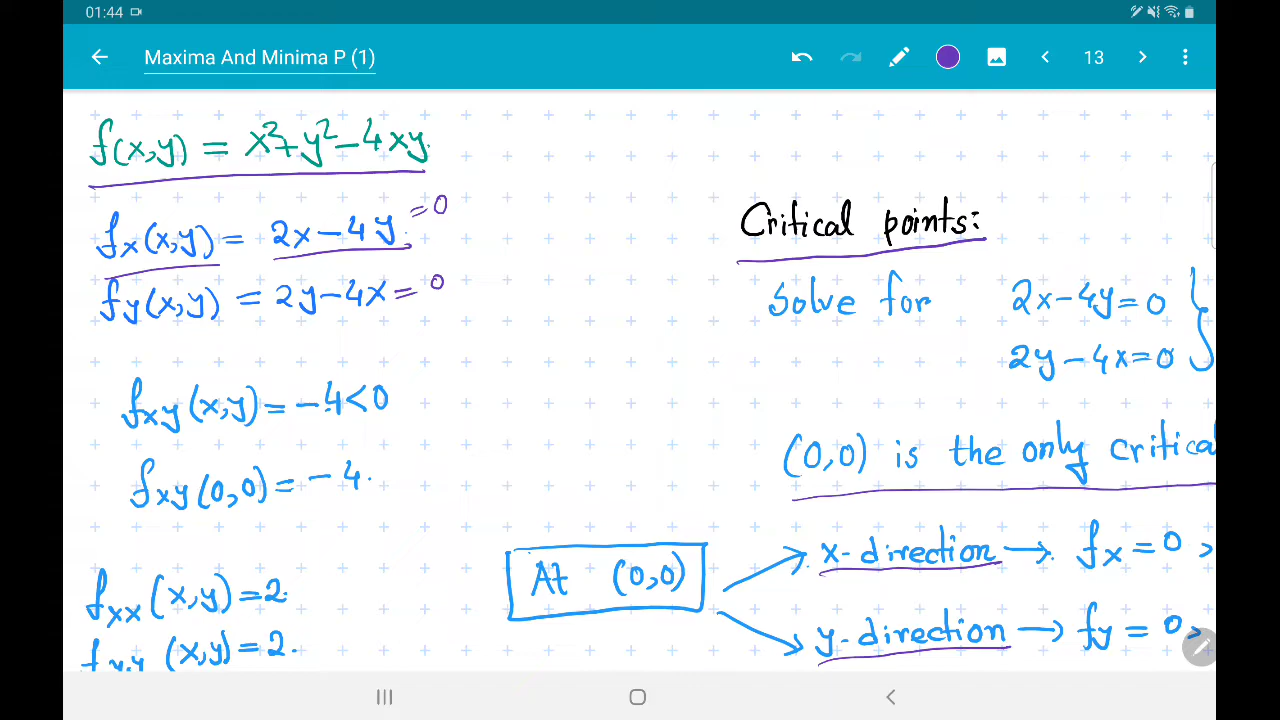 01:44
Maxima And Minima P (1)
13
f(x,y) = x²+y²-4xy.
fx(x,y) = 2x-4y. =0
fy(x,y) = 2y-4x = 0
fxy(x,y) = -4<0
fxy(0,0) = -4.
fxx(x,y)=2.
(x,y)=2.
Critical points:
Solve for 2x-4y=0
2y-4x=0
(0,0) is the only critical
At (0,0)
x-direction → fx = 0
y-direction → fy = 0